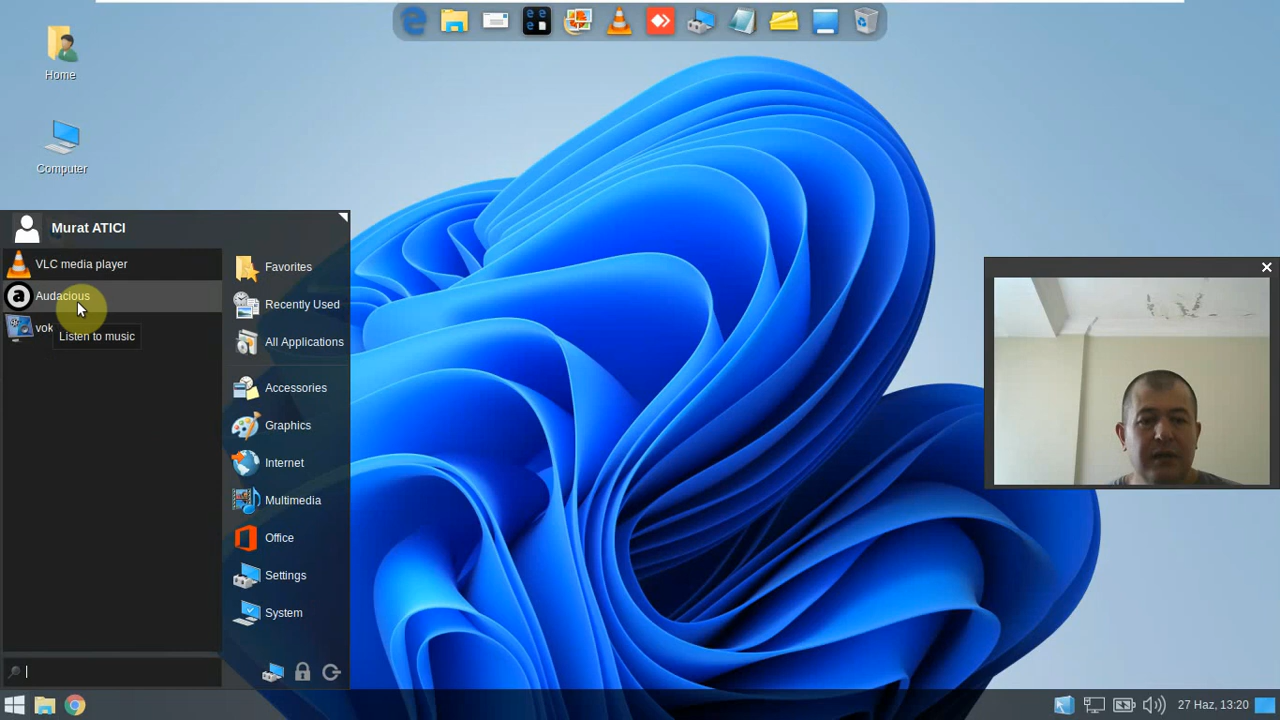 Home
Computer
Murat ATICI
VLC media player
Audacious
vok
Listen to music
Favorites
Recently Used
All Applications
Accessories
Graphics
Internet
Multimedia
Office
Settings
System
27 Haz, 13:20